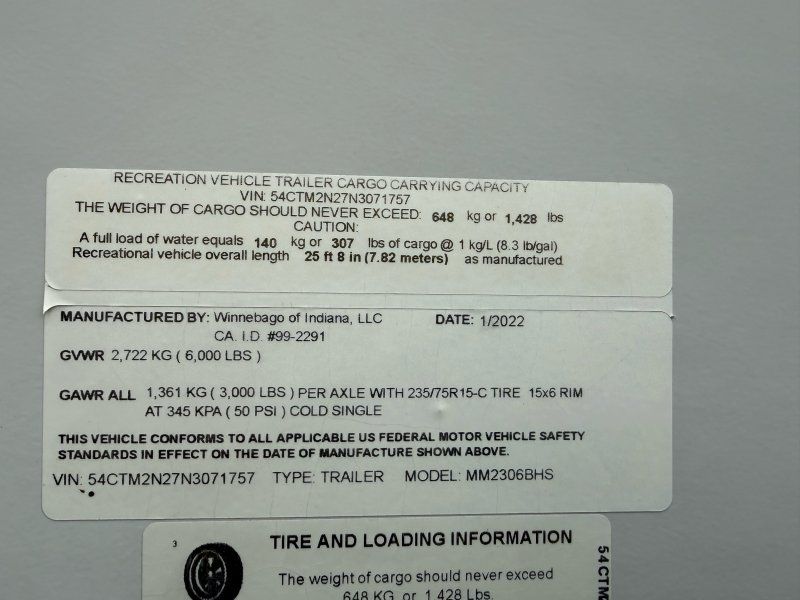 RECREATION VEHICLE TRAILER CARGO CARRYING CAPACITY
VIN: 54CTM2N27N3071757
THE WEIGHT OF CARGO SHOULD NEVER EXCEED: 648 kg or 1,428 lbs
CAUTION:
A full load of water equals 140 kg or 307 lbs of cargo @ 1 kg/L (8.3 lb/gal)
Recreational vehicle overall length 25 ft 8 in (7.82 meters) as manufactured
MANUFACTURED BY: Winnebago of Indiana, LLC DATE: 1/2022
CA. I.D. #99-2291
GVWR 2,722 KG ( 6,000 LBS )
GAWR ALL 1,361 KG ( 3,000 LBS ) PER AXLE WITH 235/75R15-C TIRE 15x6 RIM
AT 345 KPA ( 50 PSI ) COLD SINGLE
THIS VEHICLE CONFORMS TO ALL APPLICABLE US FEDERAL MOTOR VEHICLE SAFETY
STANDARDS IN EFFECT ON THE DATE OF MANUFACTURE SHOWN ABOVE.
VIN: 54CTM2N27N3071757 TYPE: TRAILER MODEL: MM2306BHS
3 TIRE AND LOADING INFORMATION
The weight of cargo should never exceed
648 KG or 1,428 Lbs.
54CTM